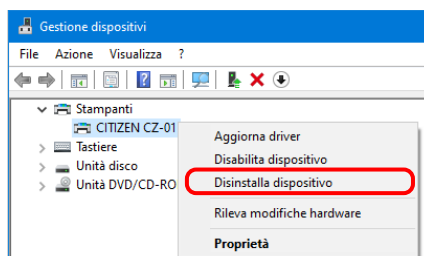 Gestione dispositivi
File Azione Visualizza ?
Stampanti
CITIZEN CZ-01
Tastiere
Unità disco
Unità DVD/CD-RO
Aggiorna driver
Disabilita dispositivo
Disinstalla dispositivo
Rileva modifiche hardware
Proprietà